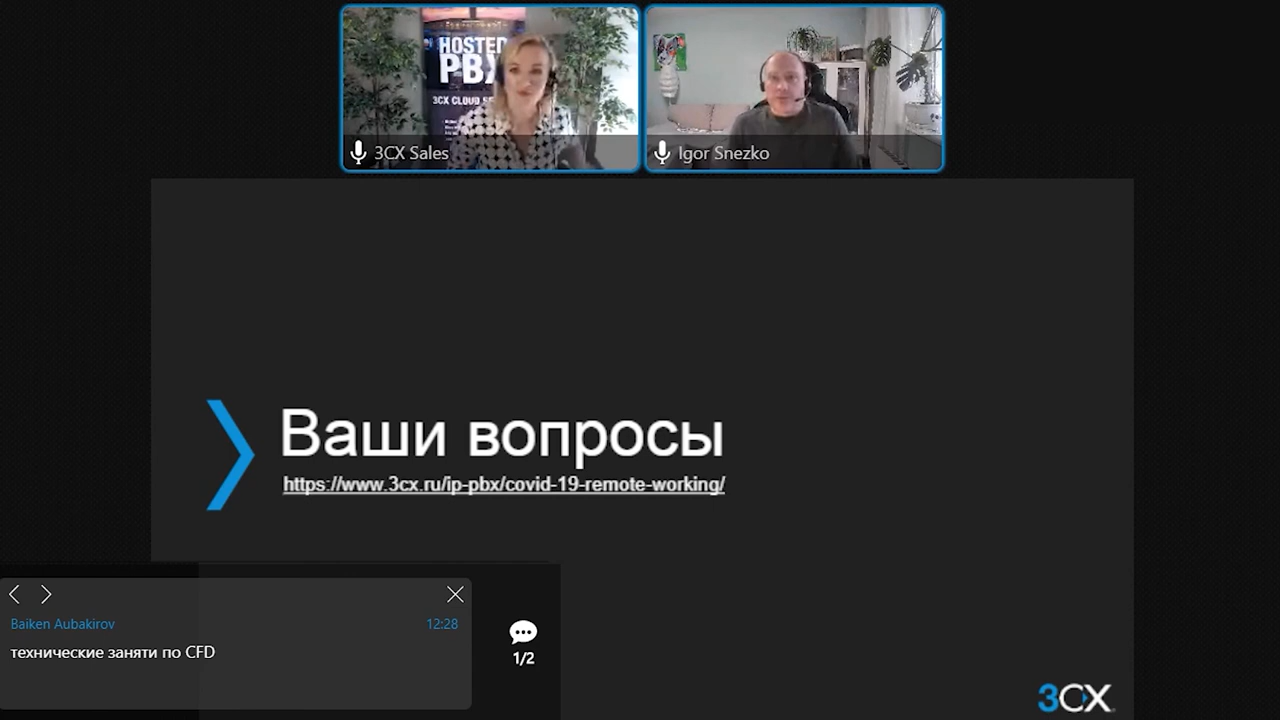 HOSTED
PBX
3CX Sales
Igor Snezko
Ваши вопросы
https://www.3cx.ru/ip-pbx/covid-19-remote-working/
Baiken Aubakirov 12:28
технические заняти по CFD
1/2
3CX